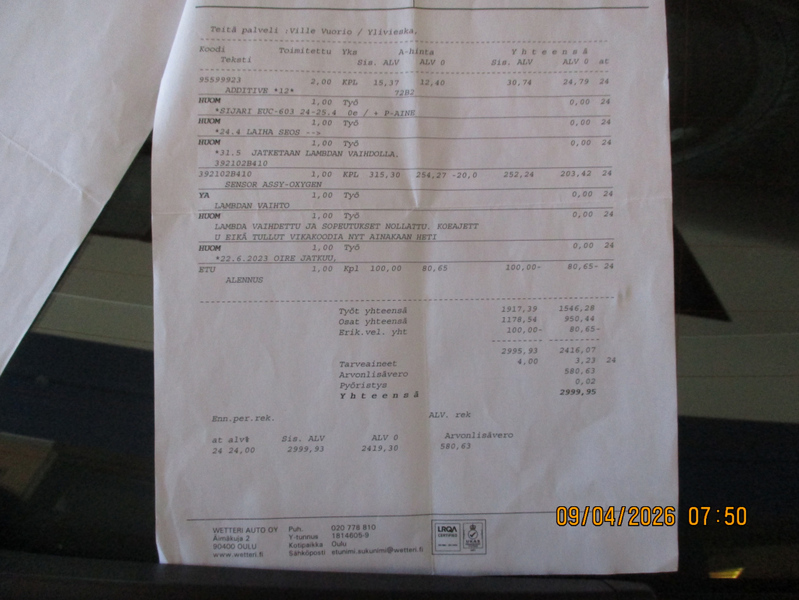 Teitä palveli :Ville Vuorio / Ylivieska.
Koodi Toimitettu Yks A-hinta Yhteensä
Teksti Sis. ALV ALV 0 Sis. ALV ALV 0 at
95599923 2,00 KPL 15,37 12,40 30,74 24,79 24
ADDITIVE *12* 72B2
HUOM 1,00 Työ 0,00 24
*SIJARI EUC-603 24-25.4 0e / + P-AINE
HUOM 1,00 Työ 0,00 24
*24.4 LAINA SEOS -->
HUOM 1,00 Työ 0,00 24
*31.5 JATKETAAN LAMBDAN VAIHDOLLA.
392102B410
392102B410 1,00 KPL 315,30 254,27 -20,0 252,24 203,42 24
SENSOR ASSY-OXYGEN
YA 1,00 Työ 0,00 24
LAMBDAN VAIHTO
HUOM 1,00 Työ 0,00 24
LAMBDA VAIHDETTU JA SOPEUTUKSET NOLLATTU. KOEAJETT
U EIKÄ TULLUT VIKAKOODIA NYT AINAKAAN HETI
HUOM 1,00 Työ 0,00 24
*22.6.2023 OIRE JATKUU,
ETU 1,00 Kpl 100,00 80,65 100,00- 80,65- 24
ALENNUS
Työt yhteensä 1917,39 1546,28
Osat yhteensä 1178,54 950,44
Erik.vel. yht 100,00- 80,65-
2995,93 2416,07
Tarveaineet 4,00 3,23 24
Arvonlisävero 580,63
Pyöristys 0,02
Yhteensä 2999,95
Enn.per.rek. ALV. rek
at alv% Sis. ALV ALV 0 Arvonlisävero
24 24,00 2999,93 2419,30 580,63
WETTERI AUTO OY Puh. 020 778 810
Äimäkuja 2 Y-tunnus 1814605-9
90400 OULU Kotipaikka Oulu
www.wetteri.fi Sähköposti etunimi.sukunimi@wetteri.fi
LRQA
CERTIFIED
09/04/2026 07:50